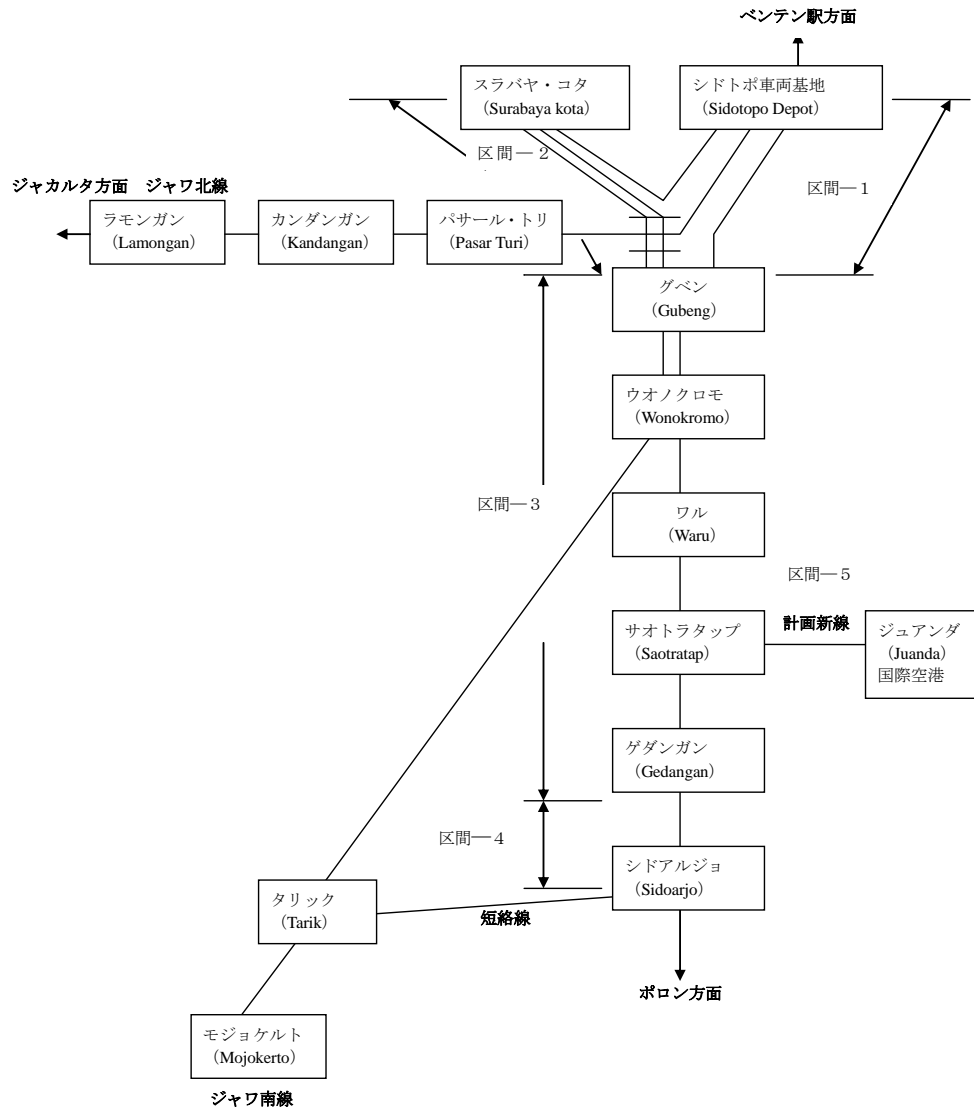 ベンテン駅方面
スラバヤ・コタ
（Surabaya kota）
シドトポ車両基地
（Sidotopo Depot）
区間―２
区間―１
ジャカルタ方面　ジャワ北線
ラモンガン
（Lamongan）
カンダンガン
（Kandangan）
パサール・トリ
（Pasar Turi）
グベン
（Gubeng）
ウオノクロモ
（Wonokromo）
区間―３
ワル
（Waru）
区間―５
サオトラタップ
（Saotratap）
計画新線
ジュアンダ
（Juanda）
国際空港
ゲダンガン
（Gedangan）
区間―４
シドアルジョ
（Sidoarjo）
タリック
（Tarik）
短絡線
ポロン方面
モジョケルト
（Mojokerto）
ジャワ南線